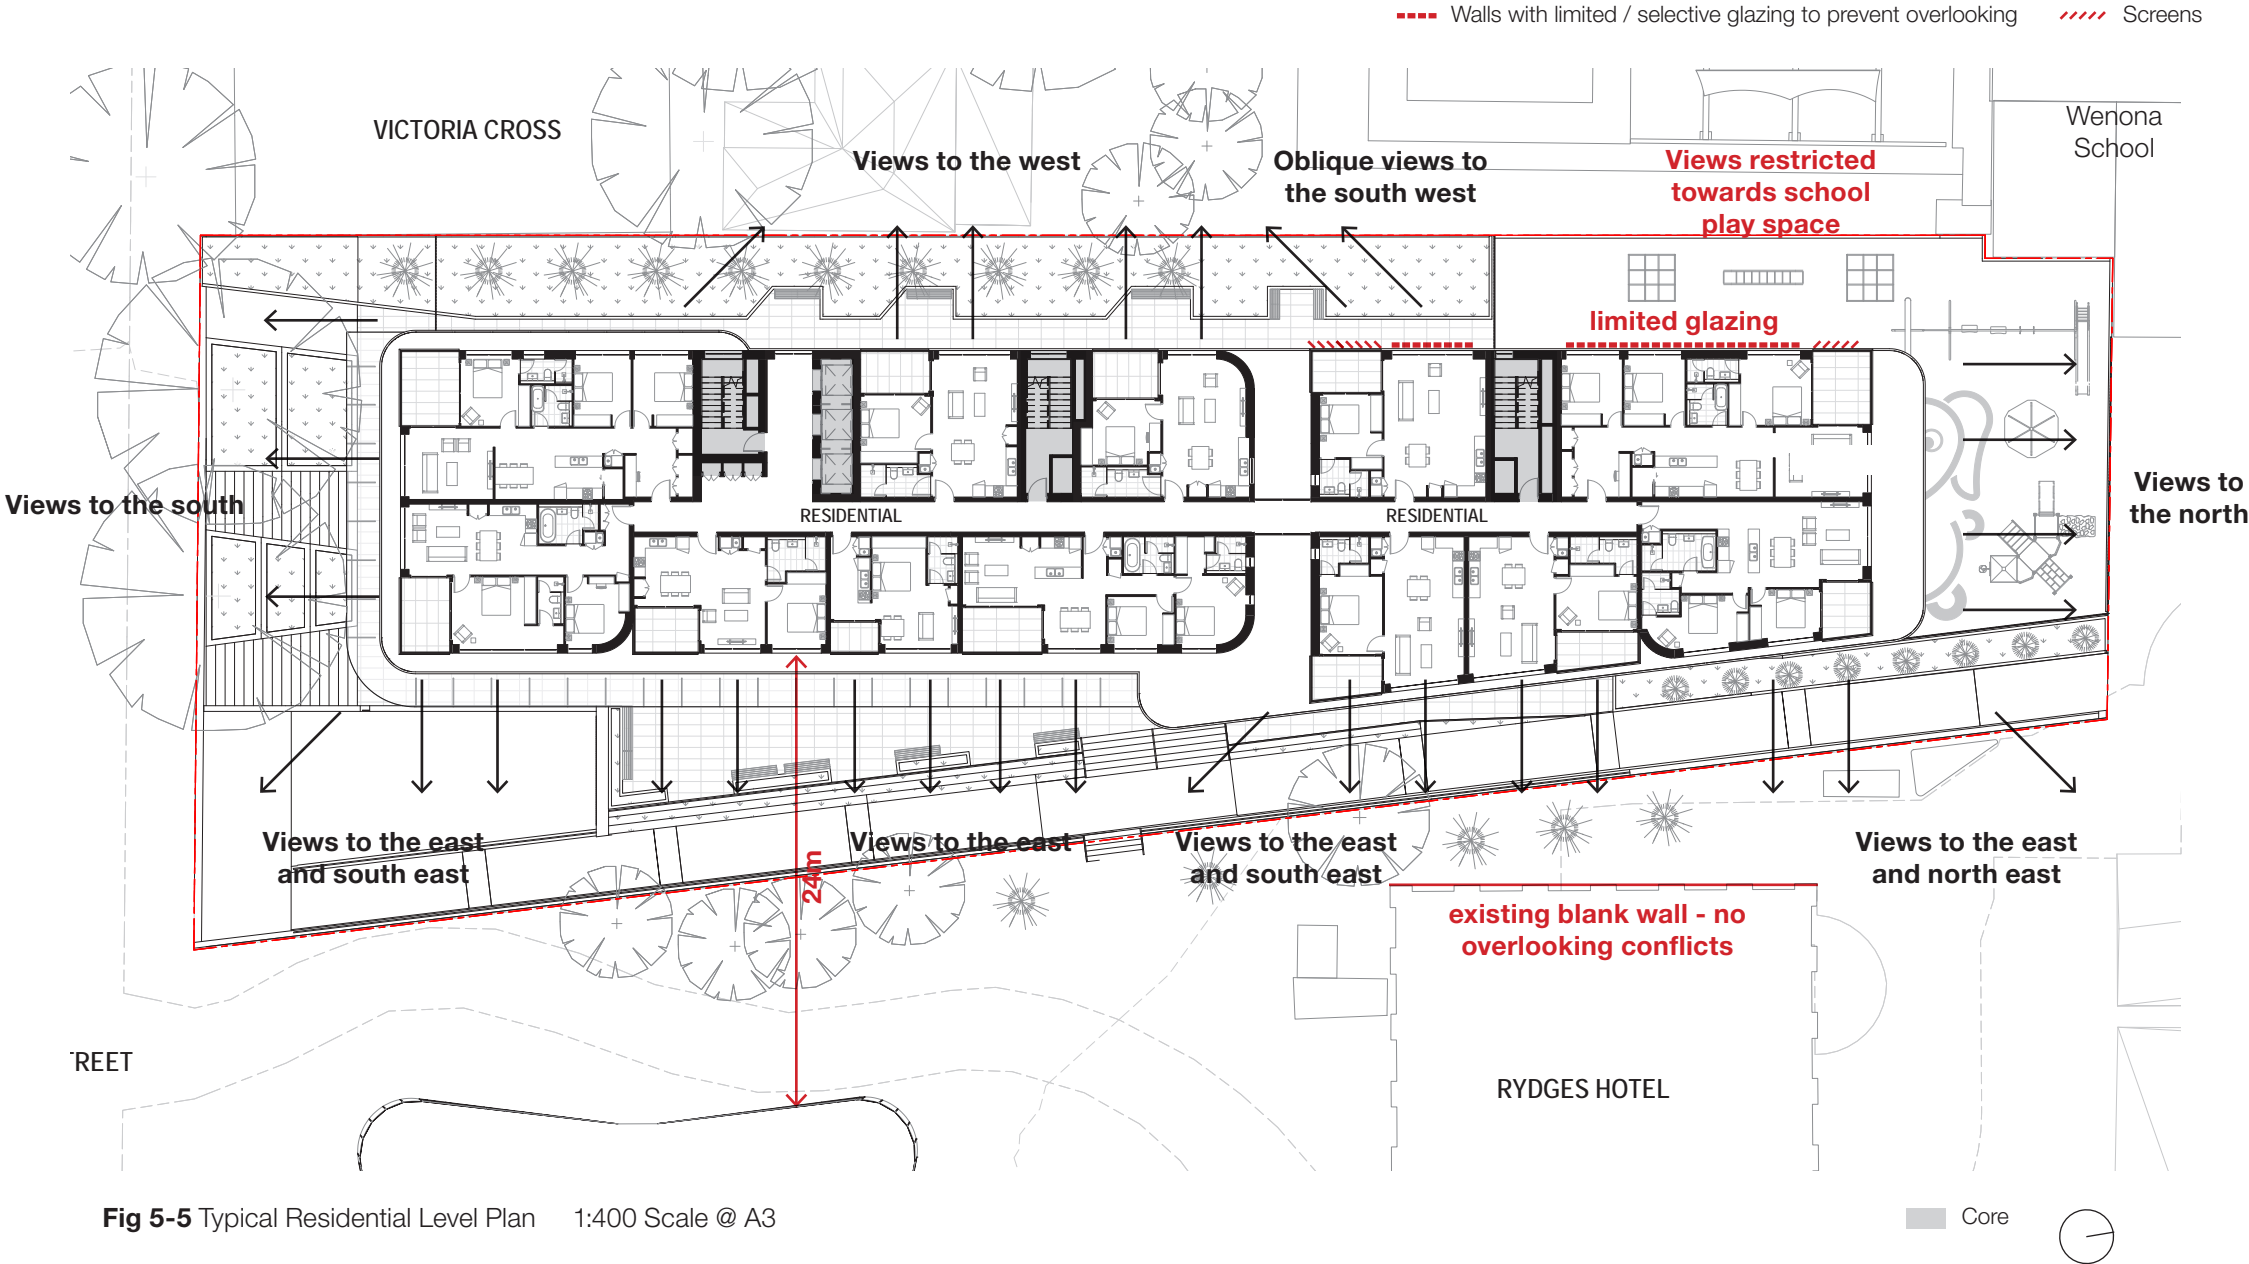 Walls with limited / selective glazing to prevent overlooking
Screens
VICTORIA CROSS
Wenona
School
Views to the west
Oblique views to
the south west
Views restricted
towards school
play space
limited glazing
Views to the south
RESIDENTIAL
RESIDENTIAL
Views to
the north
Views to the east
and south east
24m
Views to the east
Views to the east
and south east
Views to the east
and north east
existing blank wall - no
overlooking conflicts
TREET
RYDGES HOTEL
Fig 5-5 Typical Residential Level Plan 1:400 Scale @ A3
Core